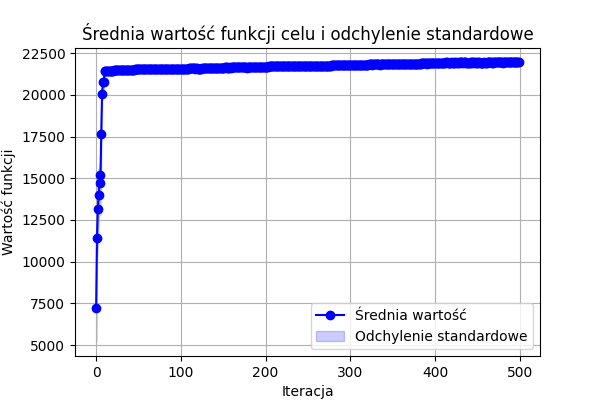 Średnia wartość funkcji celu i odchylenie standardowe
22500
20000
17500
15000
12500
10000
7500
5000
Wartość funkcji
0 100 200 300 400 500
Iteracja
Średnia wartość
Odchylenie standardowe